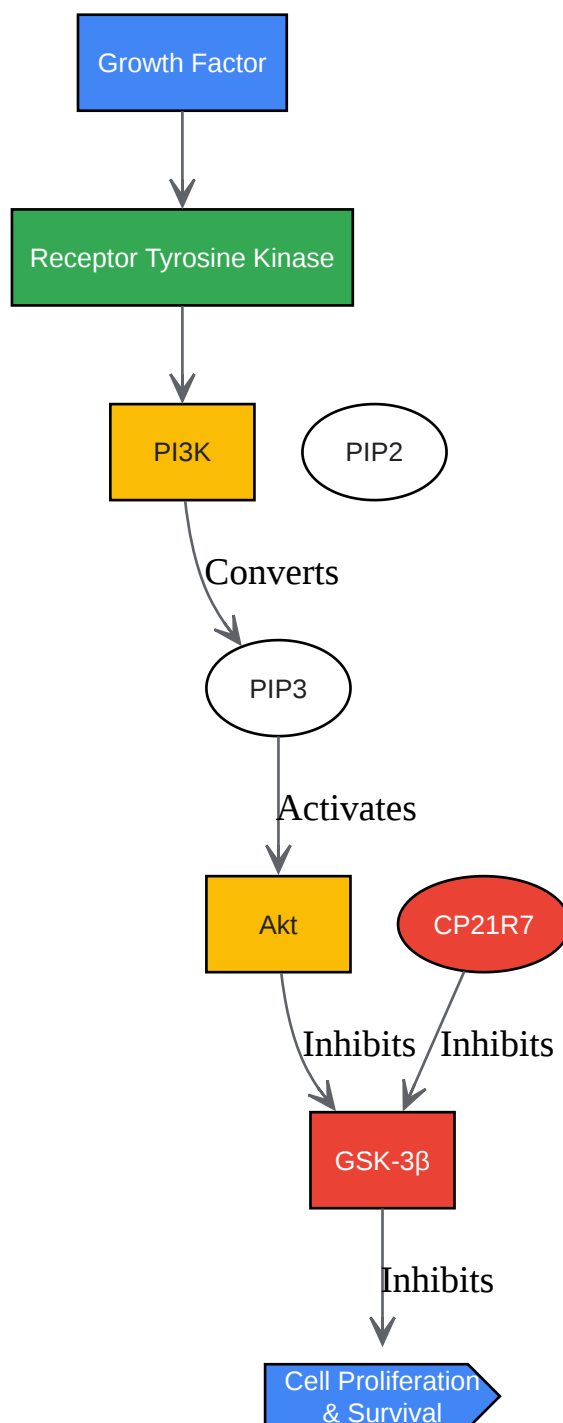 Growth Factor
Receptor Tyrosine Kinase
PI3K
PIP2
Converts
PIP3
Activates
Akt
CP21R7
Inhibits
Inhibits
GSK-3β
Inhibits
Cell Proliferation
& Survival